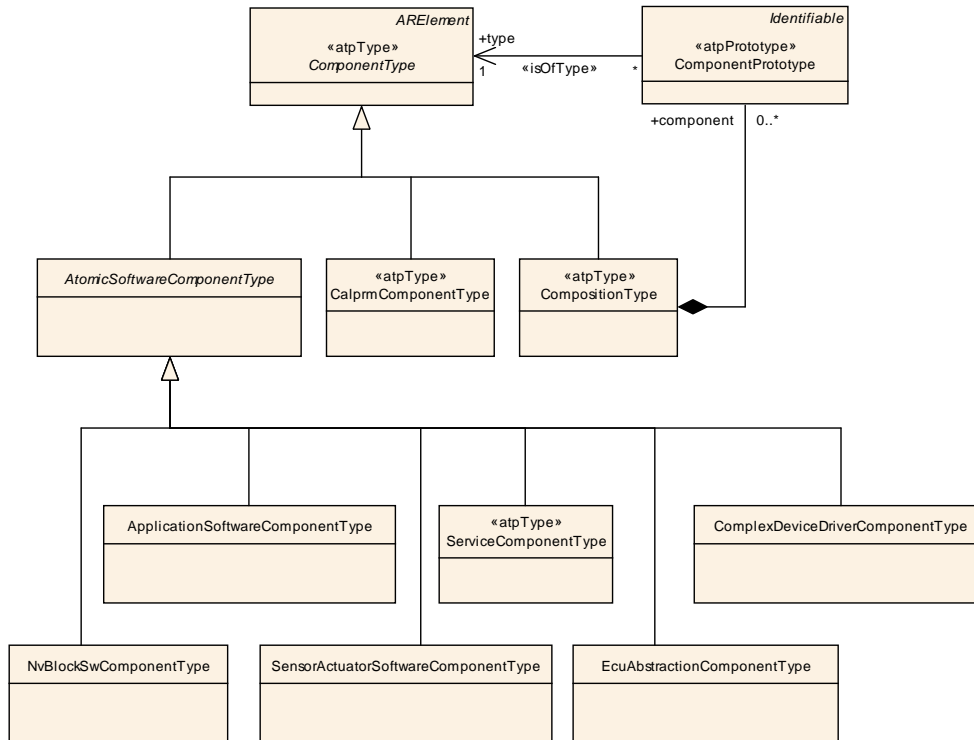 ARElement
«atpType»
ComponentType
+type
1
«isOfType»
*
Identifiable
«atpPrototype»
ComponentPrototype
+component
0..*
AtomicSoftwareComponentType
«atpType»
CalprmComponentType
«atpType»
CompositionType
ApplicationSoftwareComponentType
«atpType»
ServiceComponentType
ComplexDeviceDriverComponentType
NvBlockSwComponentType
SensorActuatorSoftwareComponentType
EcuAbstractionComponentType